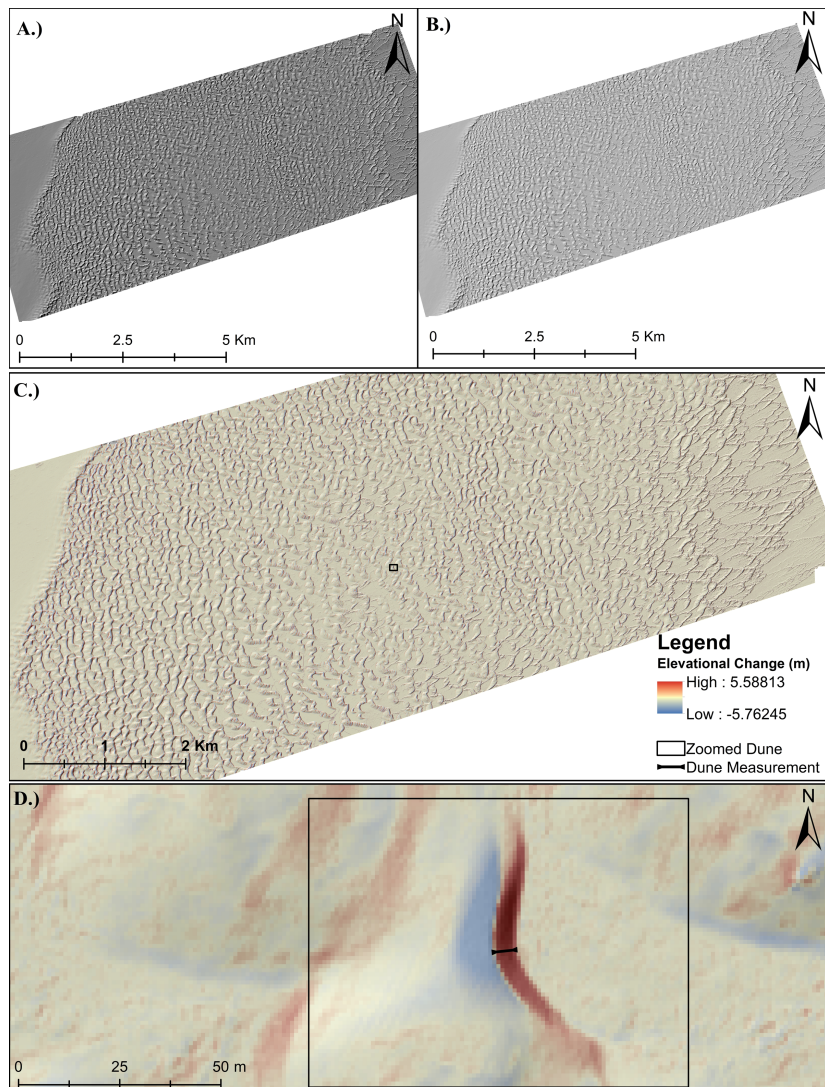 A.)
N
0 2.5 5 Km
B.)
N
0 2.5 5 Km
C.)
N
Legend
Elevational Change (m)
High : 5.58813
Low : -5.76245
Zoomed Dune
Dune Measurement
0 1 2 Km
D.)
N
0 25 50 m